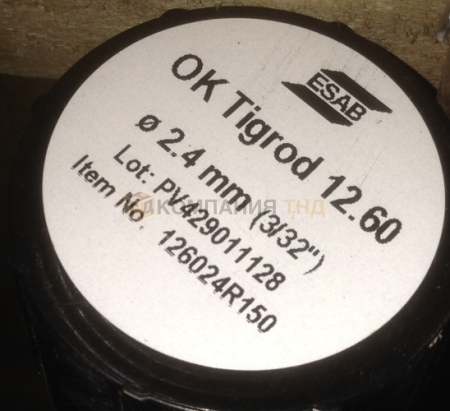 ESAB
OK Tigrod 12.60
ø 2.4 mm (3/32")
Lot: PV429011128
Item No. 126024R150
КОМПАНИЯ ТНД